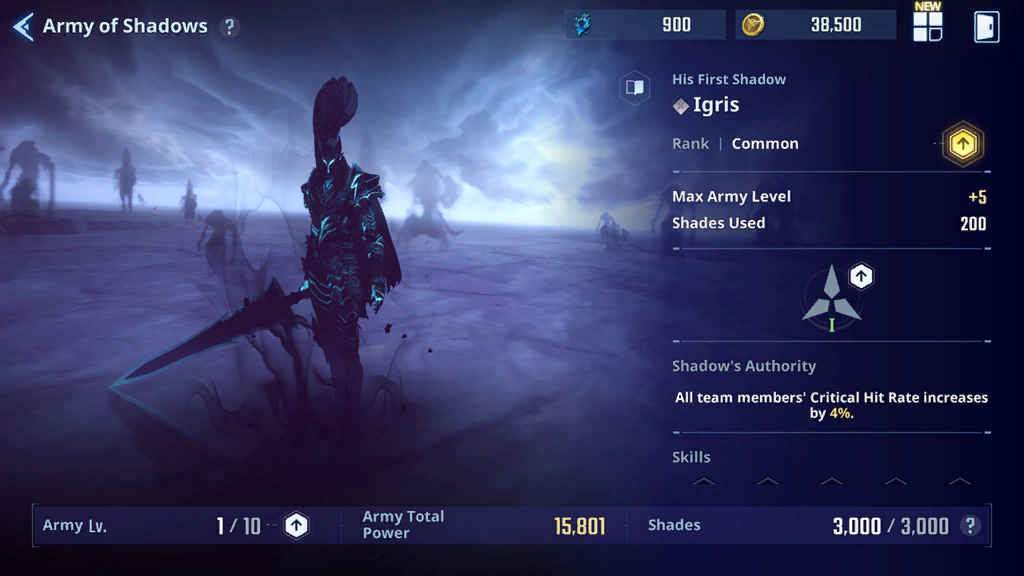 Army of Shadows ?
900
38,500
NEW
His First Shadow
Igris
Rank | Common
Max Army Level +5
Shades Used 200
I
Shadow's Authority
All team members' Critical Hit Rate increases
by 4%.
Skills
Army Lv. 1 / 10
Army Total
Power 15,801
Shades 3,000 / 3,000 ?